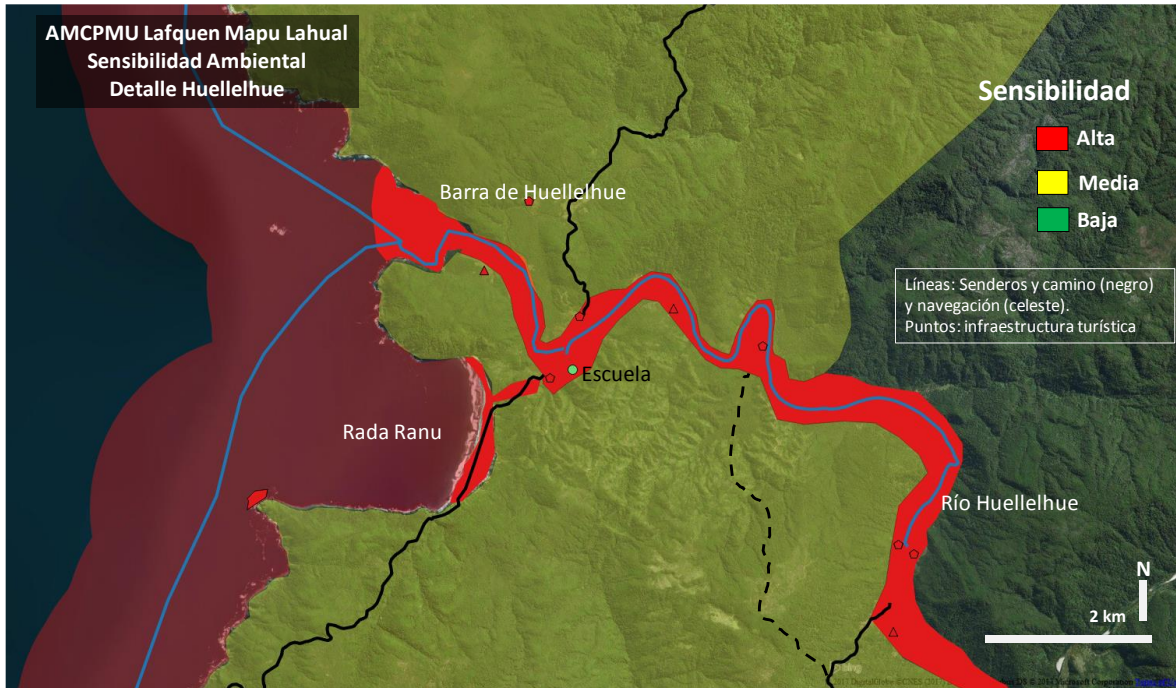 AMCPMU Lafquen Mapu Lahual
Sensibilidad Ambiental
Detalle Huellelhue
Sensibilidad
Alta
Media
Baja
Barra de Huellelhue
Líneas: Senderos y camino (negro)
y navegación (celeste).
Puntos: infraestructura turística
Escuela
Rada Ranu
Río Huellelhue
N
2 km